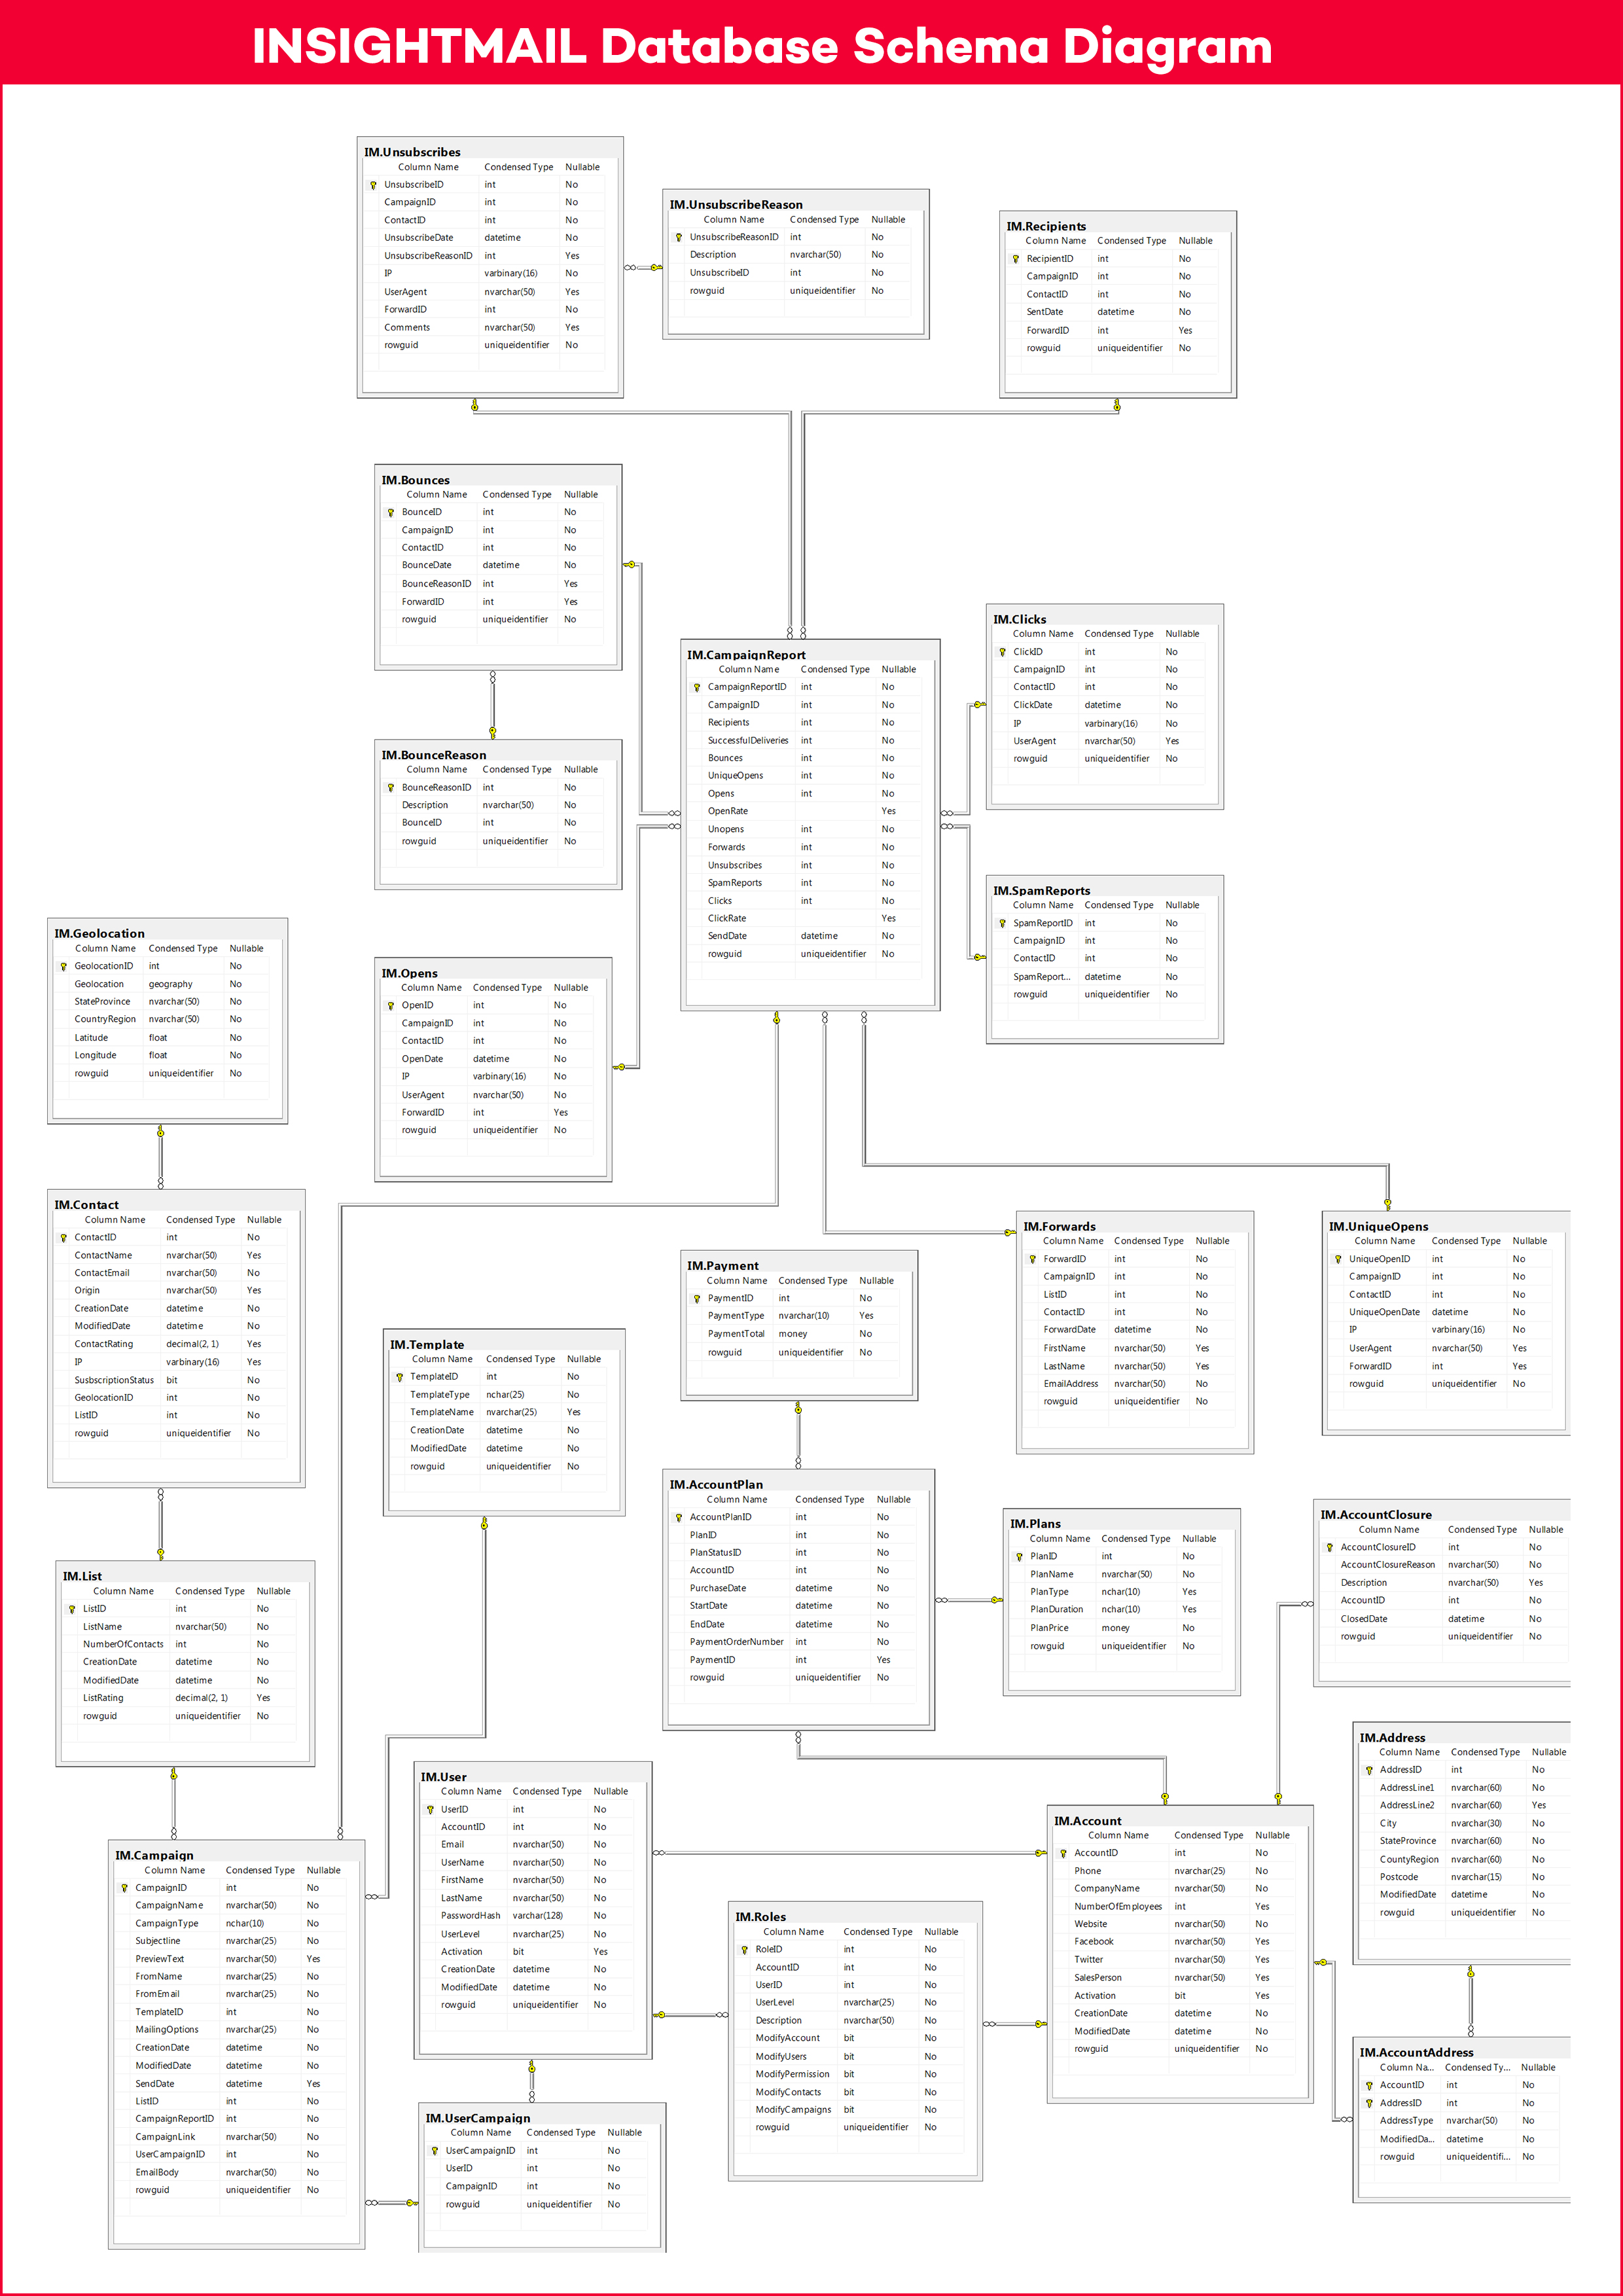 INSIGHTMAIL Database Schema Diagram
IM.Unsubscribes
Column Name Condensed Type Nullable
UnsubscribeID int No
CampaignID int No
ContactID int No
UnsubscribeDate datetime No
UnsubscribeReasonID int Yes
IP varbinary(16) No
UserAgent nvarchar(50) Yes
ForwardID int No
Comments nvarchar(50) Yes
rowguid uniqueidentifier No
IM.UnsubscribeReason
Column Name Condensed Type Nullable
UnsubscribeReasonID int No
Description nvarchar(50) No
UnsubscribeID int No
rowguid uniqueidentifier No
IM.Recipients
Column Name Condensed Type Nullable
RecipientID int No
CampaignID int No
ContactID int No
SentDate datetime No
ForwardID int Yes
rowguid uniqueidentifier No
IM.Bounces
Column Name Condensed Type Nullable
BounceID int No
CampaignID int No
ContactID int No
BounceDate datetime No
BounceReasonID int Yes
ForwardID int Yes
rowguid uniqueidentifier No
IM.BounceReason
Column Name Condensed Type Nullable
BounceReasonID int No
Description nvarchar(50) No
BounceID int No
rowguid uniqueidentifier No
IM.CampaignReport
Column Name Condensed Type Nullable
CampaignReportID int No
CampaignID int No
Recipients int No
SuccessfulDeliveries int No
Bounces int No
UniqueOpens int No
Opens int No
OpenRate Yes
Unopens int No
Forwards int No
Unsubscribes int No
SpamReports int No
Clicks int No
ClickRate Yes
SendDate datetime No
rowguid uniqueidentifier No
IM.Clicks
Column Name Condensed Type Nullable
ClickID int No
CampaignID int No
ContactID int No
ClickDate datetime No
IP varbinary(16) No
UserAgent nvarchar(50) Yes
rowguid uniqueidentifier No
IM.SpamReports
Column Name Condensed Type Nullable
SpamReportID int No
CampaignID int No
ContactID int No
SpamReport... datetime No
rowguid uniqueidentifier No
IM.Geolocation
Column Name Condensed Type Nullable
GeolocationID int No
Geolocation geography No
StateProvince nvarchar(50) No
CountryRegion nvarchar(50) No
Latitude float No
Longitude float No
rowguid uniqueidentifier No
IM.Opens
Column Name Condensed Type Nullable
OpenID int No
CampaignID int No
ContactID int No
OpenDate datetime No
IP varbinary(16) No
UserAgent nvarchar(50) No
ForwardID int Yes
rowguid uniqueidentifier No
IM.Contact
Column Name Condensed Type Nullable
ContactID int No
ContactName nvarchar(50) Yes
ContactEmail nvarchar(50) No
Origin nvarchar(50) Yes
CreationDate datetime No
ModifiedDate datetime No
ContactRating decimal(2, 1) Yes
IP varbinary(16) Yes
SusbscriptionStatus bit No
GeolocationID int No
ListID int No
rowguid uniqueidentifier No
IM.Forwards
Column Name Condensed Type Nullable
ForwardID int No
CampaignID int No
ListID int No
ContactID int No
ForwardDate datetime No
FirstName nvarchar(50) Yes
LastName nvarchar(50) Yes
EmailAddress nvarchar(50) No
rowguid uniqueidentifier No
IM.UniqueOpens
Column Name Condensed Type Nullable
UniqueOpenID int No
CampaignID int No
ContactID int No
UniqueOpenDate datetime No
IP varbinary(16) No
UserAgent nvarchar(50) Yes
ForwardID int Yes
rowguid uniqueidentifier No
IM.Payment
Column Name Condensed Type Nullable
PaymentID int No
PaymentType nvarchar(10) Yes
PaymentTotal money No
rowguid uniqueidentifier No
IM.Template
Column Name Condensed Type Nullable
TemplateID int No
TemplateType nchar(25) No
TemplateName nvarchar(25) Yes
CreationDate datetime No
ModifiedDate datetime No
rowguid uniqueidentifier No
IM.AccountPlan
Column Name Condensed Type Nullable
AccountPlanID int No
PlanID int No
PlanStatusID int No
AccountID int No
PurchaseDate datetime No
StartDate datetime No
EndDate datetime No
PaymentOrderNumber int No
PaymentID int Yes
rowguid uniqueidentifier No
IM.Plans
Column Name Condensed Type Nullable
PlanID int No
PlanName nvarchar(50) No
PlanType nchar(10) Yes
PlanDuration nchar(10) Yes
PlanPrice money No
rowguid uniqueidentifier No
IM.AccountClosure
Column Name Condensed Type Nullable
AccountClosureID int No
AccountClosureReason nvarchar(50) No
Description nvarchar(50) Yes
AccountID int No
ClosedDate datetime No
rowguid uniqueidentifier No
IM.List
Column Name Condensed Type Nullable
ListID int No
ListName nvarchar(50) No
NumberOfContacts int No
CreationDate datetime No
ModifiedDate datetime No
ListRating decimal(2, 1) Yes
rowguid uniqueidentifier No
IM.Address
Column Name Condensed Type Nullable
AddressID int No
AddressLine1 nvarchar(60) No
AddressLine2 nvarchar(60) Yes
City nvarchar(30) No
StateProvince nvarchar(60) No
CountyRegion nvarchar(60) No
Postcode nvarchar(15) No
ModifiedDate datetime No
rowguid uniqueidentifier No
IM.User
Column Name Condensed Type Nullable
UserID int No
AccountID int No
Email nvarchar(50) No
UserName nvarchar(50) No
FirstName nvarchar(50) No
LastName nvarchar(50) No
PasswordHash varchar(128) No
UserLevel nvarchar(25) No
Activation bit Yes
CreationDate datetime No
ModifiedDate datetime No
rowguid uniqueidentifier No
IM.Account
Column Name Condensed Type Nullable
AccountID int No
Phone nvarchar(25) No
CompanyName nvarchar(50) No
NumberOfEmployees int Yes
Website nvarchar(50) No
Facebook nvarchar(50) Yes
Twitter nvarchar(50) Yes
SalesPerson nvarchar(50) Yes
Activation bit Yes
CreationDate datetime No
ModifiedDate datetime No
rowguid uniqueidentifier No
IM.Campaign
Column Name Condensed Type Nullable
CampaignID int No
CampaignName nvarchar(50) No
CampaignType nchar(10) No
Subjectline nvarchar(25) No
PreviewText nvarchar(50) Yes
FromName nvarchar(25) No
FromEmail nvarchar(25) No
TemplateID int No
MailingOptions nvarchar(25) No
CreationDate datetime No
ModifiedDate datetime No
SendDate datetime Yes
ListID int No
CampaignReportID int No
CampaignLink nvarchar(50) No
UserCampaignID int No
EmailBody nvarchar(50) No
rowguid uniqueidentifier No
IM.Roles
Column Name Condensed Type Nullable
RoleID int No
AccountID int No
UserID int No
UserLevel nvarchar(25) No
Description nvarchar(50) No
ModifyAccount bit No
ModifyUsers bit No
ModifyPermission bit No
ModifyContacts bit No
ModifyCampaigns bit No
rowguid uniqueidentifier No
IM.AccountAddress
Column Na... Condensed Ty... Nullable
AccountID int No
AddressID int No
AddressType nvarchar(50) No
ModifiedDa... datetime No
rowguid uniqueidentifi... No
IM.UserCampaign
Column Name Condensed Type Nullable
UserCampaignID int No
UserID int No
CampaignID int No
rowguid uniqueidentifier No